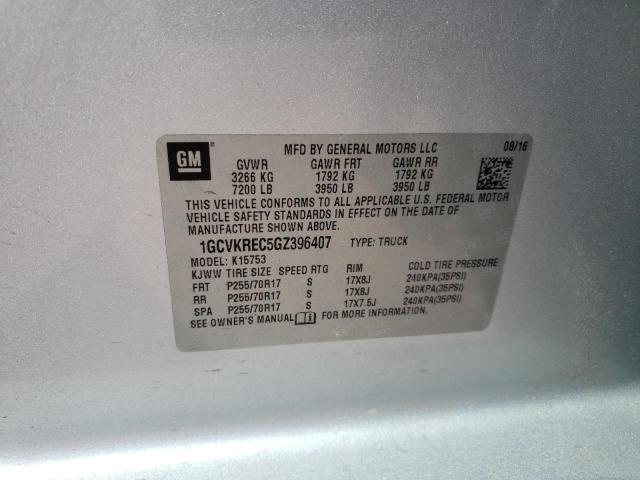 MFD BY GENERAL MOTORS LLC 08/16
GM
GVWR GAWR FRT GAWR RR
3266 KG 1792 KG 1792 KG
7200 LB 3950 LB 3950 LB
THIS VEHICLE CONFORMS TO ALL APPLICABLE U.S. FEDERAL MOTOR
VEHICLE SAFETY STANDARDS IN EFFECT ON THE DATE OF
MANUFACTURE SHOWN ABOVE.
1GCVKREC5GZ396407 TYPE: TRUCK
MODEL: K15753
KJWW TIRE SIZE SPEED RTG RIM COLD TIRE PRESSURE
FRT P255/70R17 S 17X8J 240KPA(35PSI)
RR P255/70R17 S 17X8J 240KPA(35PSI)
SPA P255/70R17 S 17X7.5J 240KPA(35PSI)
SEE OWNER'S MANUAL FOR MORE INFORMATION.